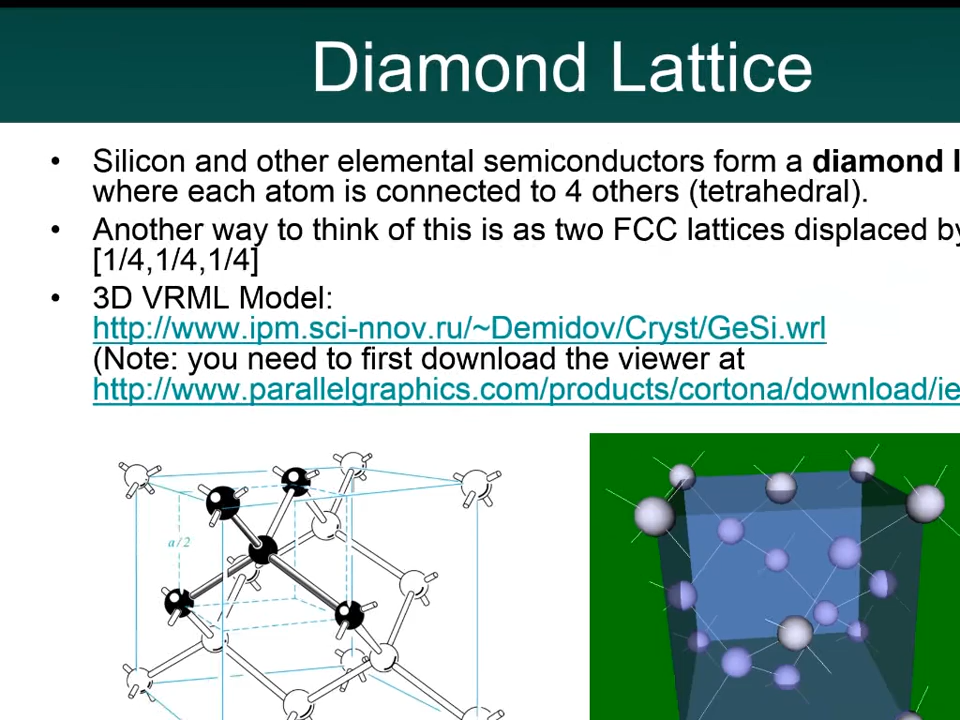 Diamond Lattice
• Silicon and other elemental semiconductors form a diamond l
where each atom is connected to 4 others (tetrahedral).
• Another way to think of this is as two FCC lattices displaced by
[1/4,1/4,1/4]
• 3D VRML Model:
http://www.ipm.sci-nnov.ru/~Demidov/Cryst/GeSi.wrl
(Note: you need to first download the viewer at
http://www.parallelgraphics.com/products/cortona/download/ie
a/2